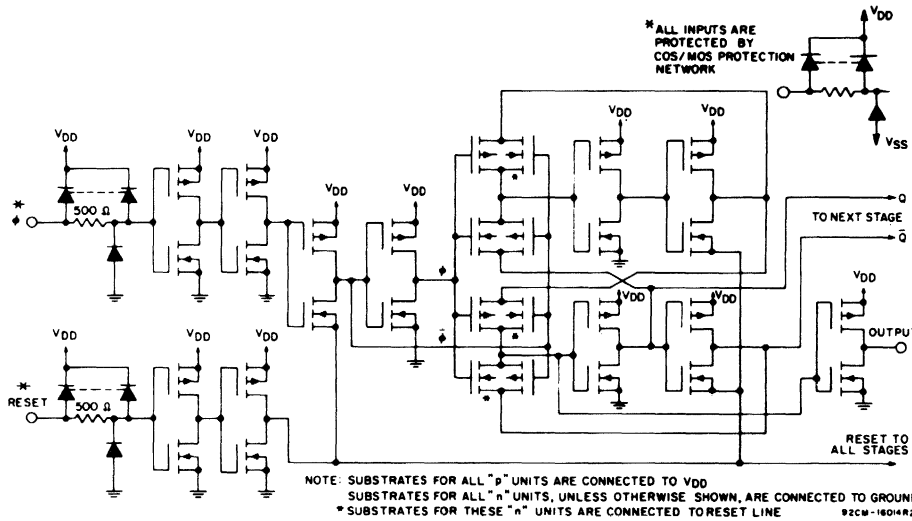 * ALL INPUTS ARE
PROTECTED BY
COS/MOS PROTECTION
NETWORK
VDD
VSS
VDD
VDD
VDD
*
ϕ
500 Ω
VDD
VDD
VDD
VDD
ϕ
ϕ̄
*
*
*
VDD
VDD
Q
TO NEXT STAGE
Q̄
VDD
OUTPUT
VDD
VDD
VDD
*
RESET
500 Ω
RESET TO
ALL STAGES
NOTE: SUBSTRATES FOR ALL "p" UNITS ARE CONNECTED TO VDD
SUBSTRATES FOR ALL "n" UNITS, UNLESS OTHERWISE SHOWN, ARE CONNECTED TO GROUND
* SUBSTRATES FOR THESE "n" UNITS ARE CONNECTED TO RESET LINE
92CM-16014R2